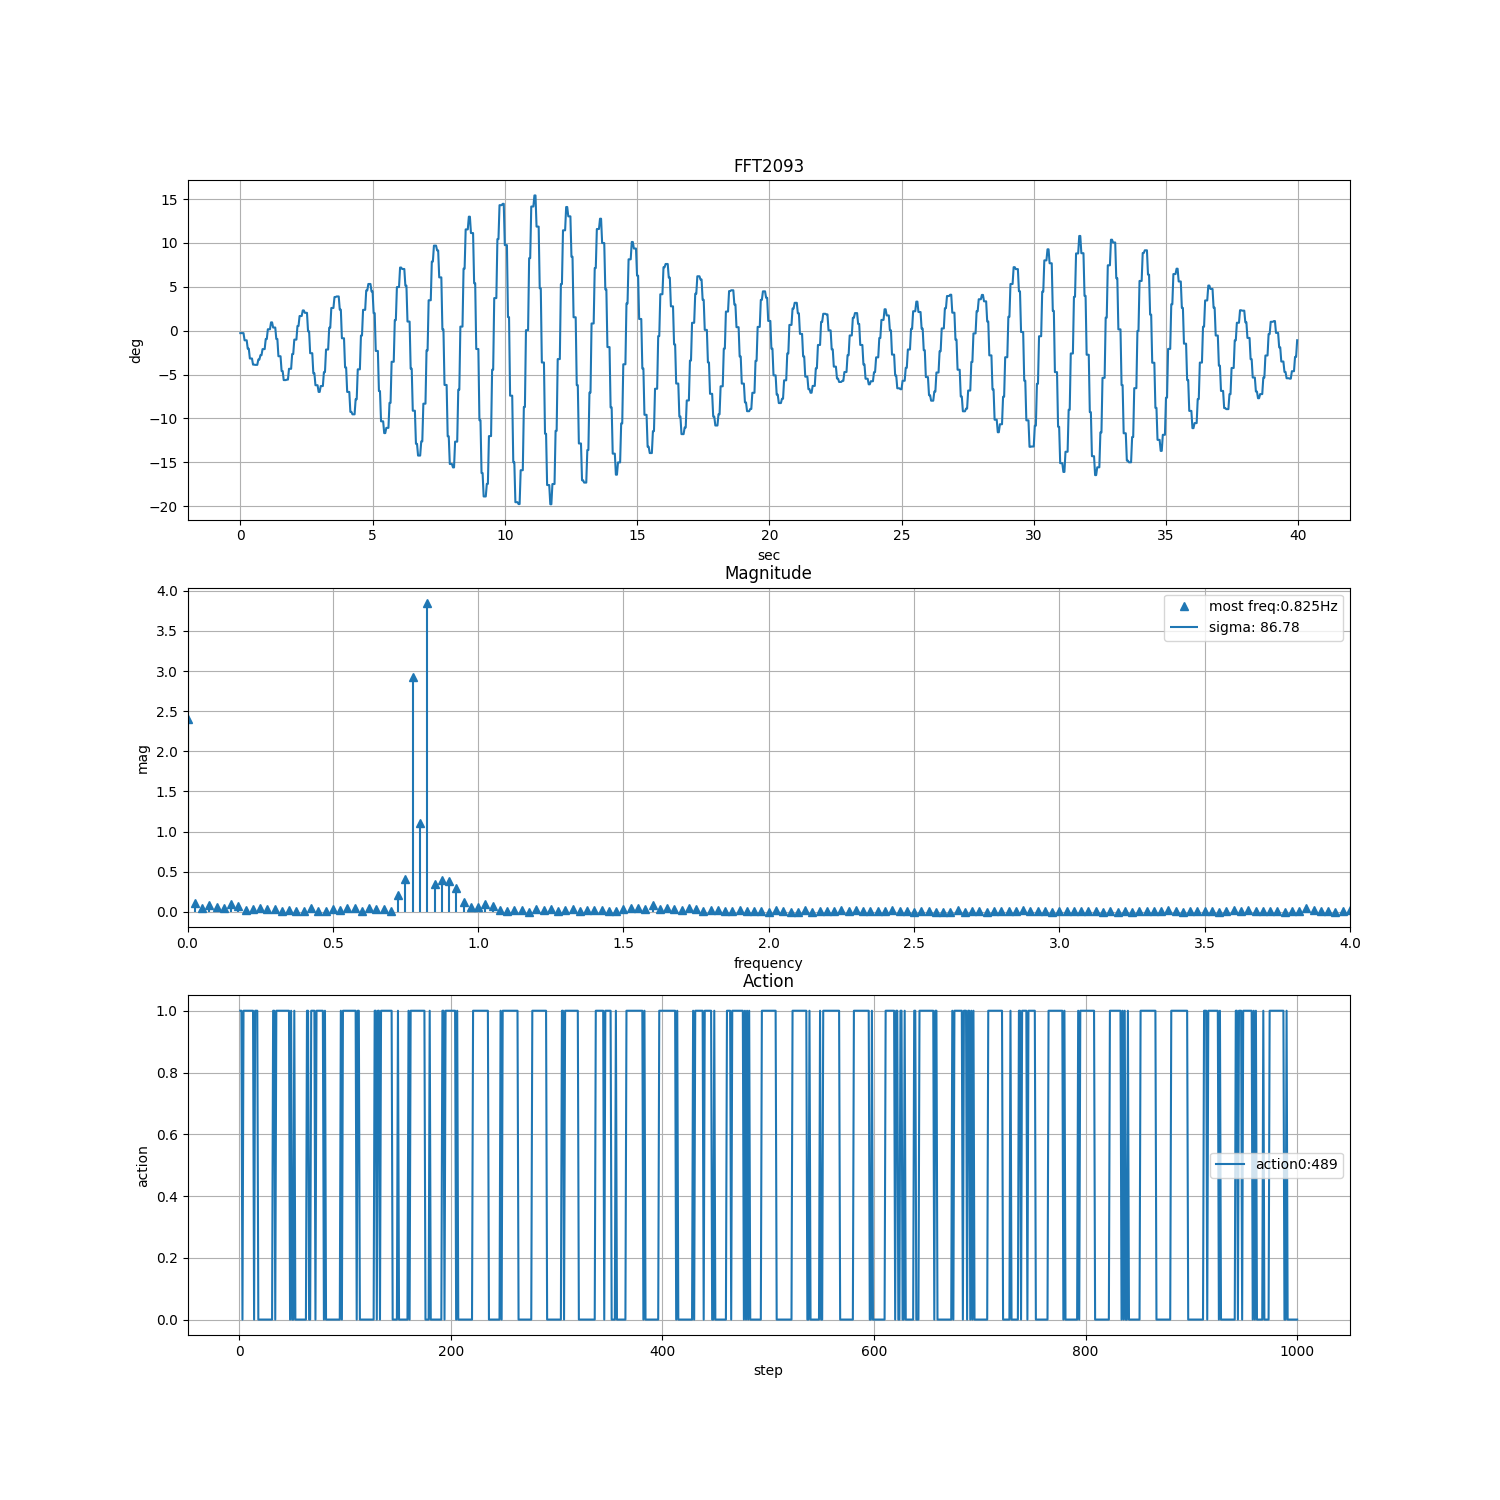 FFT2093
15
10
5
0
−5
−10
−15
−20
deg
0 5 10 15 20 25 30 35 40
sec
Magnitude
4.0
3.5
3.0
2.5
2.0
1.5
1.0
0.5
0.0
mag
most freq:0.825Hz
sigma: 86.78
0.0 0.5 1.0 1.5 2.0 2.5 3.0 3.5 4.0
frequency
Action
1.0
0.8
0.6
0.4
0.2
0.0
action
action0:489
0 200 400 600 800 1000
step